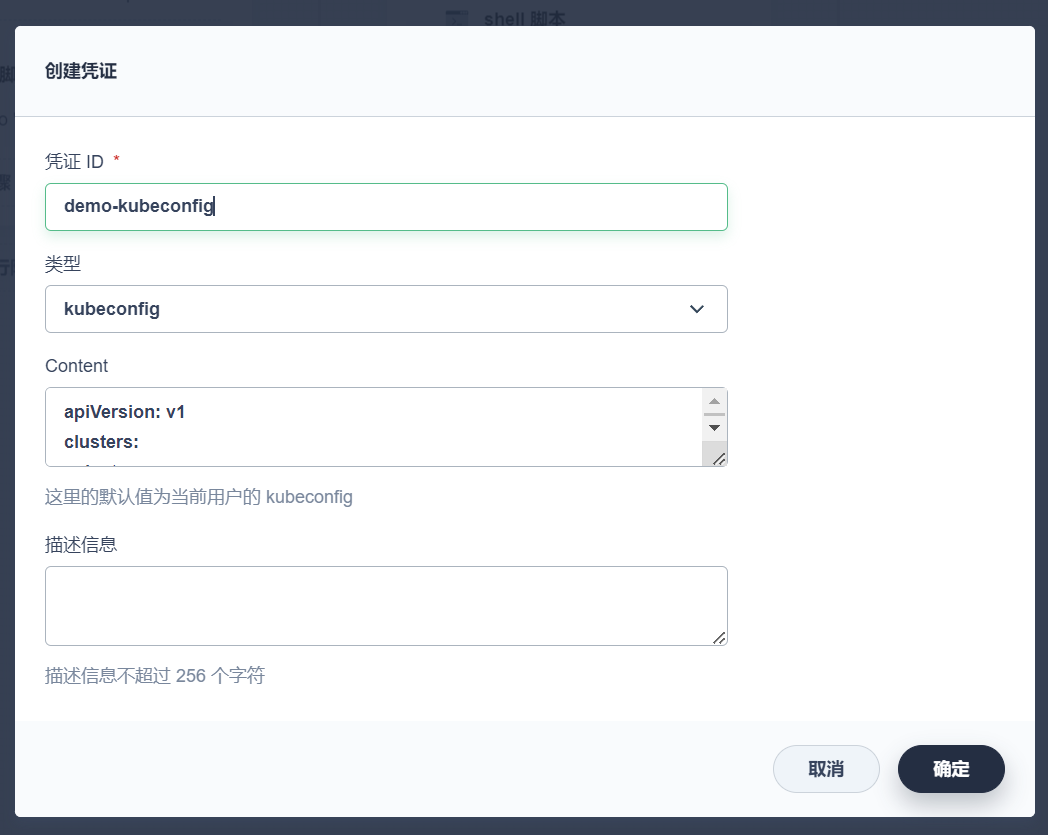 shell 脚本
创建凭证
凭证 ID *
demo-kubeconfig
类型
kubeconfig
Content
apiVersion: v1
clusters:
这里的默认值为当前用户的 kubeconfig
描述信息
描述信息不超过 256 个字符
取消
确定